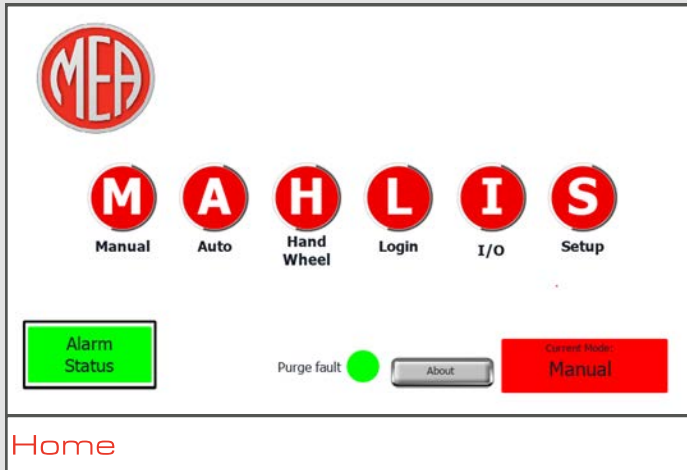 MEA
M A H L I S
Manual Auto Hand Wheel Login I/O Setup
Alarm
Status
Purge fault
About
Current Mode:
Manual
Home